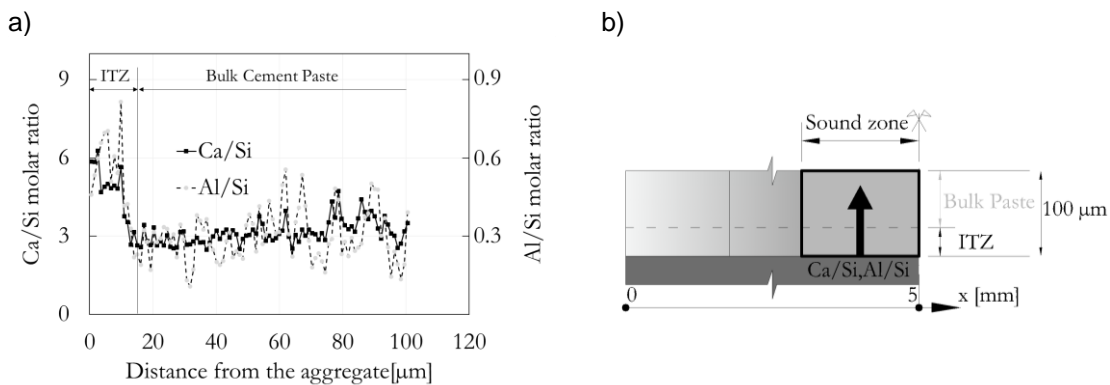 a)
9
6
3
0
Ca/Si molar ratio
ITZ
Bulk Cement Paste
Ca/Si
Al/Si
0.9
0.6
0.3
0.0
Al/Si molar ratio
0 20 40 60 80 100 120
Distance from the aggregate[µm]
b)
Sound zone
Bulk Paste
100 µm
ITZ
Ca/Si,Al/Si
0 5 x [mm]